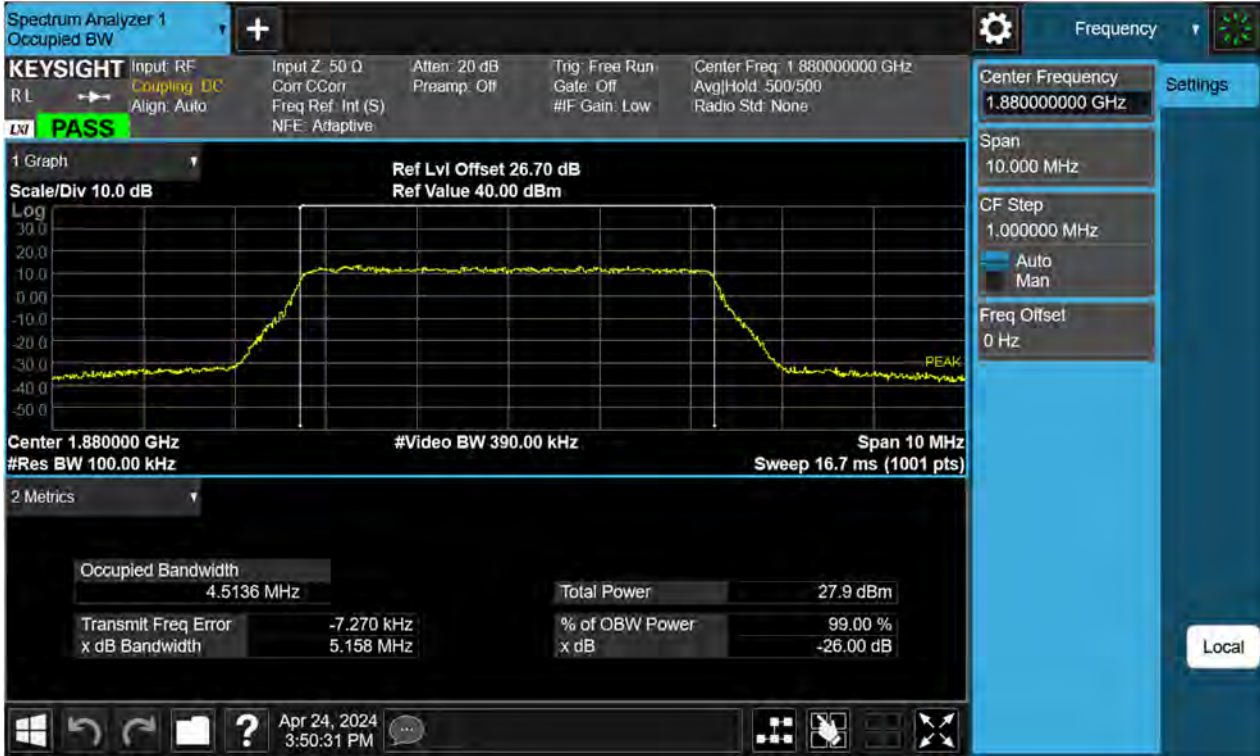 Spectrum Analyzer 1
Occupied BW
+
Frequency
KEYSIGHT
R L
LXI
PASS
Input: RF
Coupling: DC
Align: Auto
Input Z: 50 Ω
Corr CCorr
Freq Ref: Int (S)
NFE: Adaptive
Atten: 20 dB
Preamp: Off
Trig: Free Run
Gate: Off
#IF Gain: Low
Center Freq: 1.880000000 GHz
Avg|Hold: 500/500
Radio Std: None
Center Frequency
1.880000000 GHz
Settings
Span
10.000 MHz
CF Step
1.000000 MHz
Auto
Man
Freq Offset
0 Hz
Local
1 Graph
Scale/Div 10.0 dB
Ref Lvl Offset 26.70 dB
Ref Value 40.00 dBm
Log
30.0
20.0
10.0
0.00
-10.0
-20.0
-30.0
-40.0
-50.0
PEAK
Center 1.880000 GHz
#Video BW 390.00 kHz
Span 10 MHz
#Res BW 100.00 kHz
Sweep 16.7 ms (1001 pts)
2 Metrics
Occupied Bandwidth
4.5136 MHz
Total Power 27.9 dBm
Transmit Freq Error -7.270 kHz
% of OBW Power 99.00 %
x dB Bandwidth 5.158 MHz
x dB -26.00 dB
?
Apr 24, 2024
3:50:31 PM